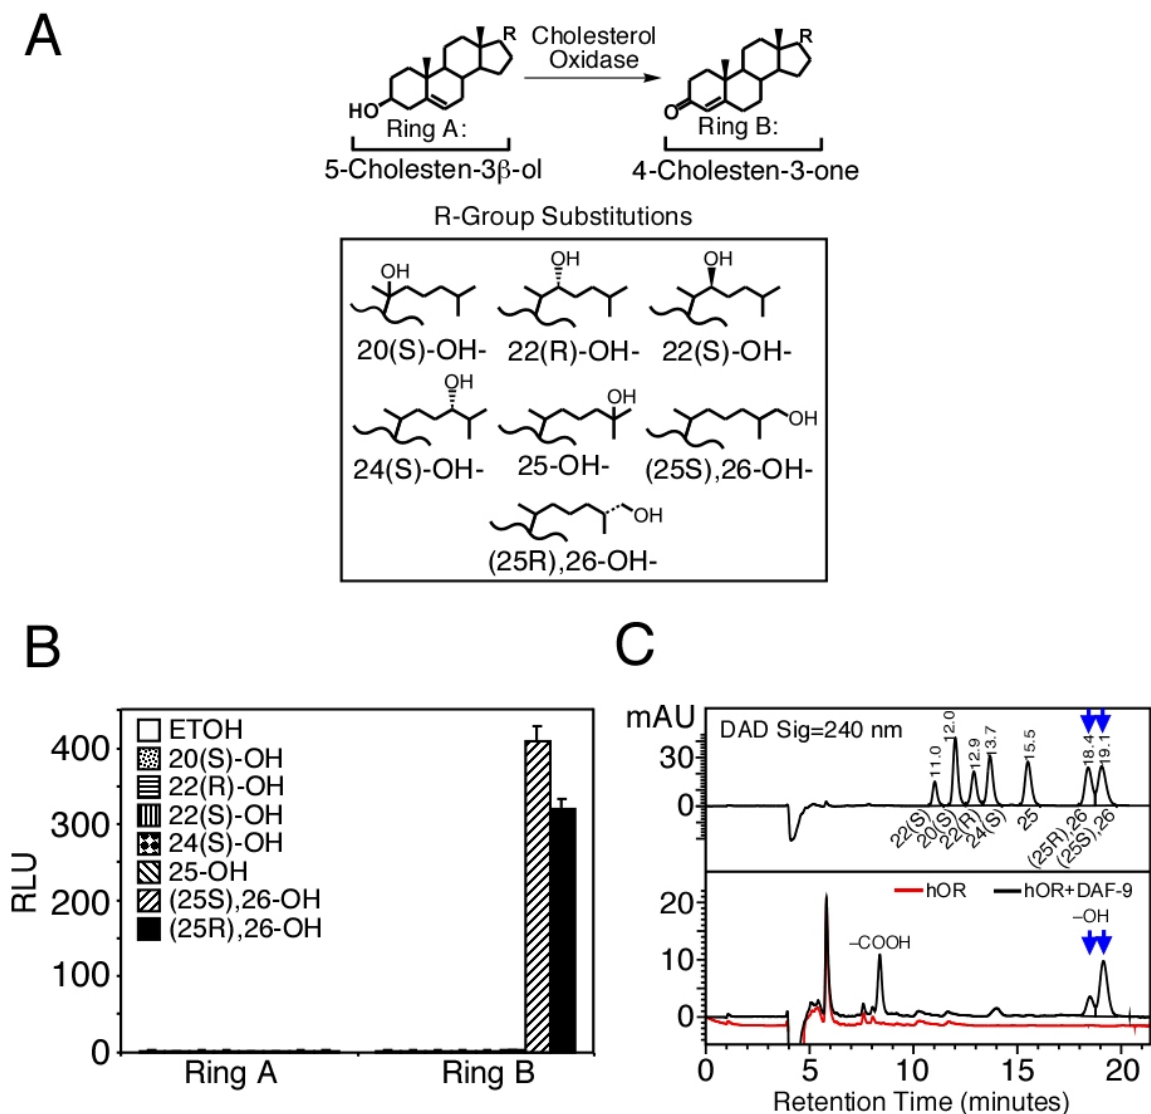 A
R
Cholesterol
Oxidase
R
HO
O
Ring A:
Ring B:
5-Cholesten-3β-ol
4-Cholesten-3-one
R-Group Substitutions
OH
OH
OH
20(S)-OH-
22(R)-OH-
22(S)-OH-
OH
OH
OH
24(S)-OH-
25-OH-
(25S),26-OH-
OH
(25R),26-OH-
B
RLU
400
300
200
100
0
ETOH
20(S)-OH
22(R)-OH
22(S)-OH
24(S)-OH
25-OH
(25S),26-OH
(25R),26-OH
Ring A
Ring B
C
mAU
DAD Sig=240 nm
30
0
11.0
12.0
12.9
13.7
15.5
18.4
19.1
22(S)
20(S)
22(R)
24(S)
25
(25R),26
(25S),26
hOR
hOR+DAF-9
20
10
0
–COOH
–OH
0
5
10
15
20
Retention Time (minutes)